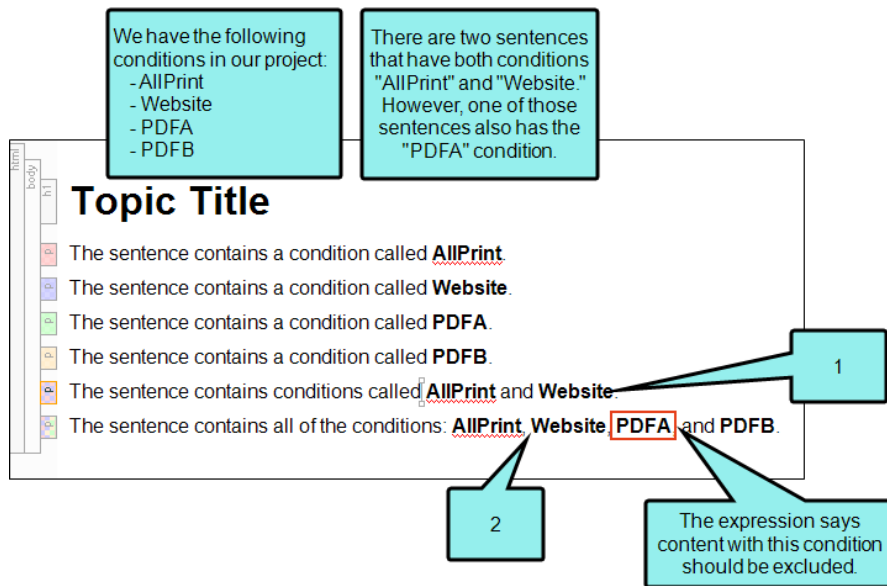 We have the following
conditions in our project:
- AllPrint
- Website
- PDFA
- PDFB
There are two sentences
that have both conditions
"AllPrint" and "Website."
However, one of those
sentences also has the
"PDFA" condition.
html
body
h1
Topic Title
p
The sentence contains a condition called AllPrint.
p
The sentence contains a condition called Website.
p
The sentence contains a condition called PDFA.
p
The sentence contains a condition called PDFB.
p
The sentence contains conditions called AllPrint and Website.
1
p
The sentence contains all of the conditions: AllPrint, Website, PDFA, and PDFB.
2
The expression says
content with this condition
should be excluded.